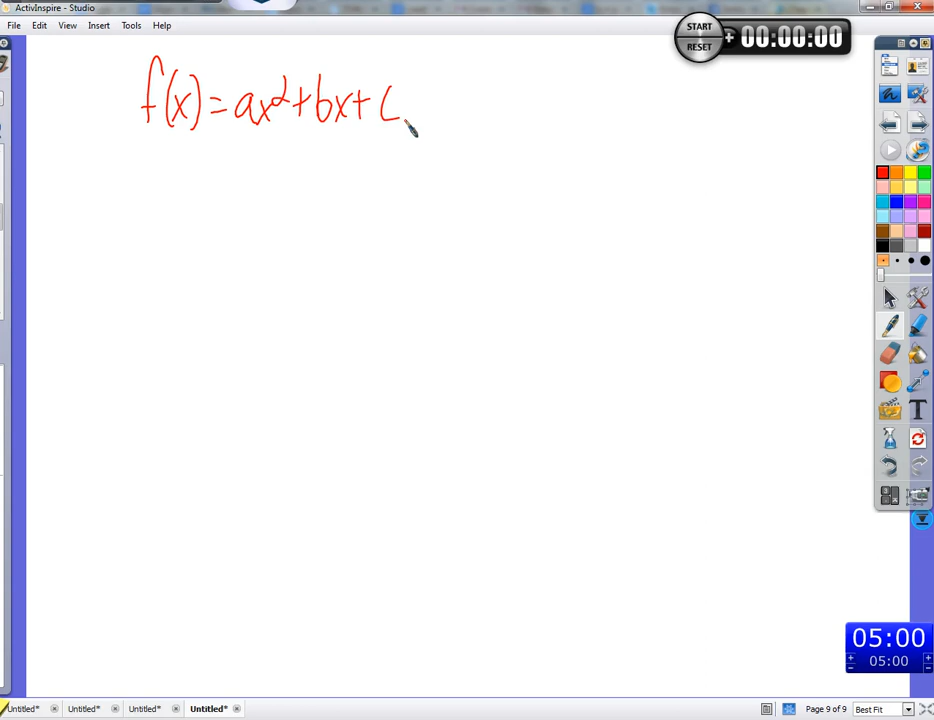 ActivInspire - Studio
File Edit View Insert Tools Help
START
RESET
00:00:00
f(x) = ax² + bx + c
05:00
05:00
Untitled* Untitled* Untitled* Untitled*
Page 9 of 9
Best Fit